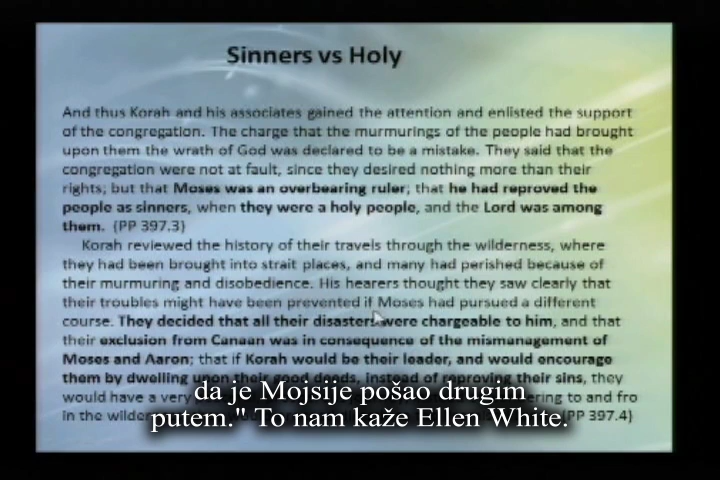 Sinners vs Holy
And thus Korah and his associates gained the attention and enlisted the support
of the congregation. The charge that the murmurings of the people had brought
upon them the wrath of God was declared to be a mistake. They said that the
congregation were not at fault, since they desired nothing more than their
rights; but that Moses was an overbearing ruler; that he had reproved the
people as sinners, when they were a holy people, and the Lord was among
them. {PP 397.3}
Korah reviewed the history of their travels through the wilderness, where
they had been brought into strait places, and many had perished because of
their murmuring and disobedience. His hearers thought they saw clearly that
their troubles might have been prevented if Moses had pursued a different
course. They decided that all their disasters were chargeable to him, and that
their exclusion from Canaan was in consequence of the mismanagement of
Moses and Aaron; that if Korah would be their leader, and would encourage
them by dwelling upon their good deeds, instead of reproving their sins, they
would have a very to and fro
in the PP 397.4}
da je Mojsije pošao drugim
putem." To nam kaže Ellen White.